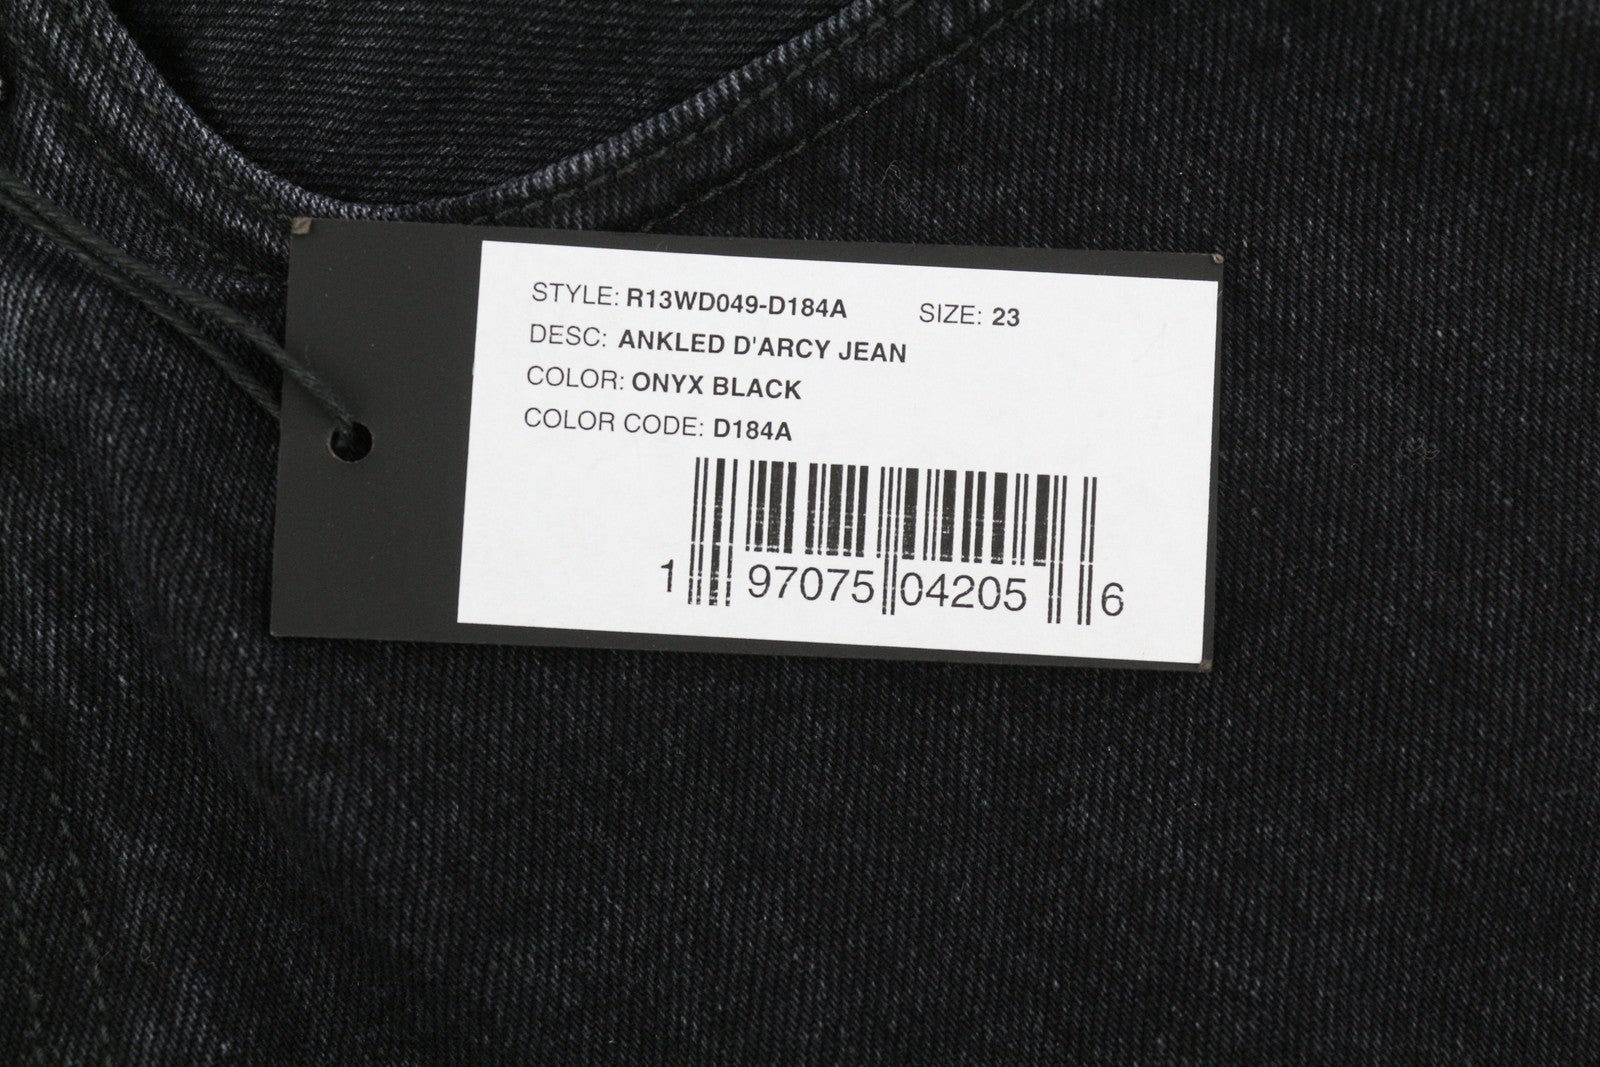 STYLE: R13WD049-D184A SIZE: 23
DESC: ANKLED D'ARCY JEAN
COLOR: ONYX BLACK
COLOR CODE: D184A
1 97075 04205 6